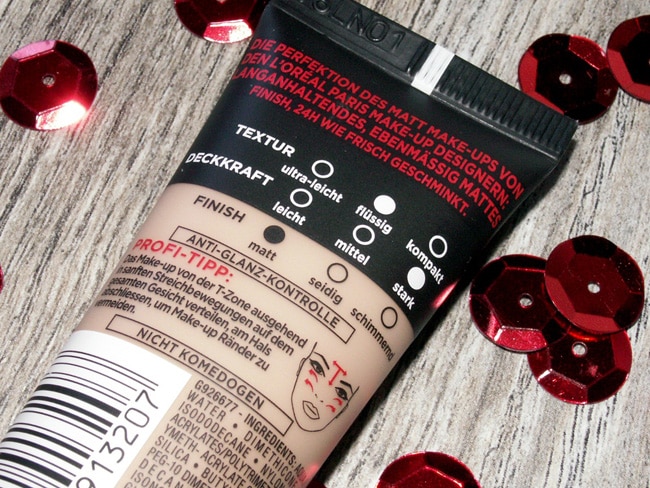 DIE PERFEKTION DES MATT MAKE-UPS VON
DEN L'ORÉAL PARIS MAKE-UP DESIGNERN:
LANGANHALTENDES, EBENMÄSSIG MATTES
FINISH, 24H WIE FRISCH GESCHMINKT.
TEXTUR
ultra-leicht flüssig kompakt
DECKKRAFT
leicht mittel stark
FINISH
matt seidig schimmernd
ANTI-GLANZ-KONTROLLE
PROFI-TIPP:
Das Make-up von der T-Zone ausgehend
in sanften Streichbewegungen auf dem
gesamten Gesicht verteilen, am Hals
abschliessen, um Make-up Ränder zu
vermeiden.
NICHT KOMEDOGEN
G926677 - INGREDIENTS:
WATER • DIMETHICONE
ISODODECANE •
ACRYLATES/
SILICA •
PEG-10
913207